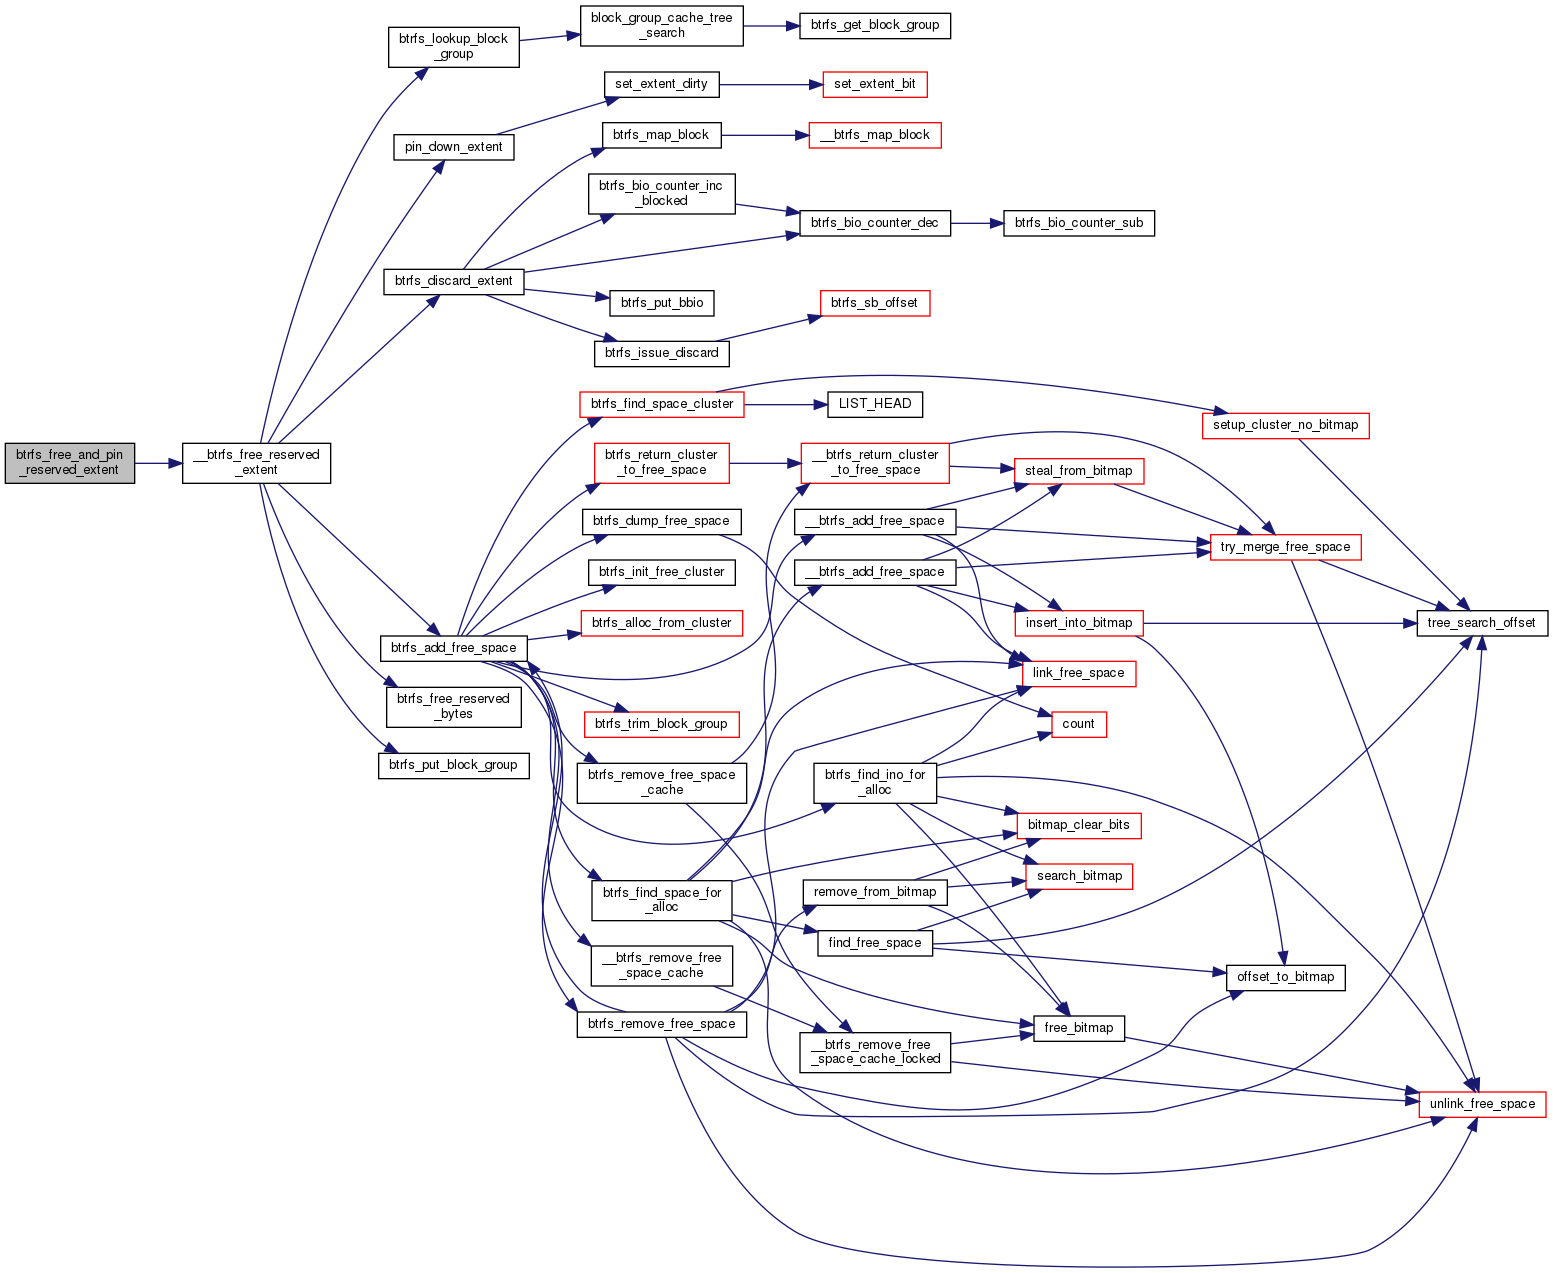 btrfs_free_and_pin
_reserved_extent
__btrfs_free_reserved
_extent
btrfs_lookup_block
_group
pin_down_extent
btrfs_discard_extent
btrfs_add_free_space
btrfs_free_reserved
_bytes
btrfs_put_block_group
block_group_cache_tree
_search
set_extent_dirty
btrfs_map_block
btrfs_bio_counter_inc
_blocked
btrfs_put_bbio
btrfs_issue_discard
btrfs_find_space_cluster
btrfs_return_cluster
_to_free_space
btrfs_dump_free_space
btrfs_init_free_cluster
btrfs_alloc_from_cluster
btrfs_trim_block_group
btrfs_remove_free_space
_cache
btrfs_find_space_for
_alloc
__btrfs_remove_free
_space_cache
btrfs_remove_free_space
btrfs_get_block_group
set_extent_bit
__btrfs_map_block
btrfs_bio_counter_dec
btrfs_sb_offset
LIST_HEAD
__btrfs_return_cluster
_to_free_space
__btrfs_add_free_space
__btrfs_add_free_space
btrfs_find_ino_for
_alloc
remove_from_bitmap
find_free_space
__btrfs_remove_free
_space_cache_locked
btrfs_bio_counter_sub
steal_from_bitmap
insert_into_bitmap
link_free_space
count
bitmap_clear_bits
search_bitmap
free_bitmap
setup_cluster_no_bitmap
try_merge_free_space
offset_to_bitmap
tree_search_offset
unlink_free_space